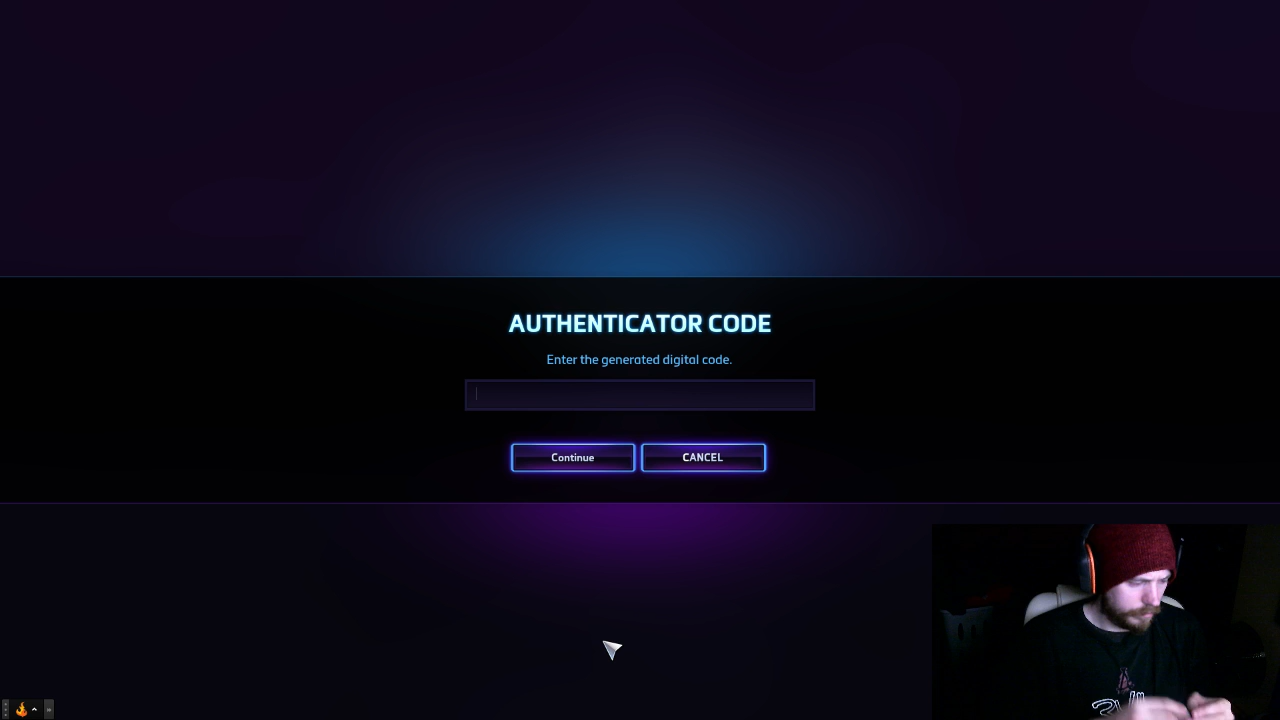 AUTHENTICATOR CODE
Enter the generated digital code.
Continue
CANCEL